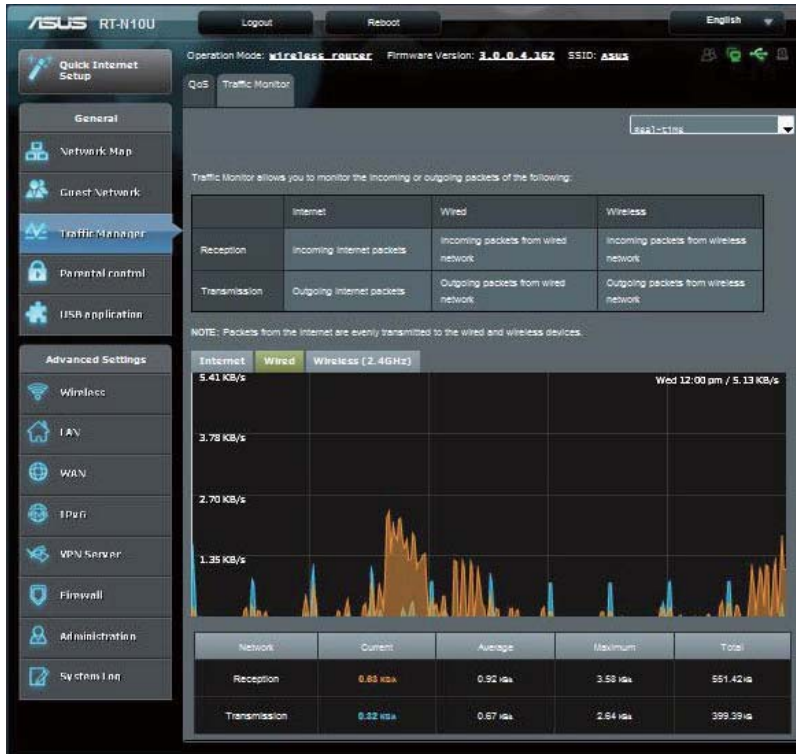 ASUS RT-N10U
Logout
Reboot
English
Quick Internet Setup
Operation Mode: Wireless router Firmware Version: 3.0.0.4.162 SSID: ASUS
QoS Traffic Monitor
General
Network Map
Guest Network
Traffic Manager
Parental control
USB application
Advanced Settings
Wireless
LAN
WAN
IPv6
VPN Server
Firewall
Administration
System Log
Real-time
Traffic Monitor allows you to monitor the incoming or outgoing packets of the following:
Internet Wired Wireless
Reception Incoming Internet packets Incoming packets from wired network Incoming packets from wireless network
Transmission Outgoing Internet packets Outgoing packets from wired network Outgoing packets from wireless network
NOTE: Packets from the Internet are evenly transmitted to the wired and wireless devices.
Internet Wired Wireless (2.4GHz)
5.41 KB/s Wed 12:00 pm / 5.13 KB/s
3.78 KB/s
2.70 KB/s
1.35 KB/s
Network Current Average Maximum Total
Reception 0.63 0.92 3.58 551.42
Transmission 0.32 0.67 2.64 399.39